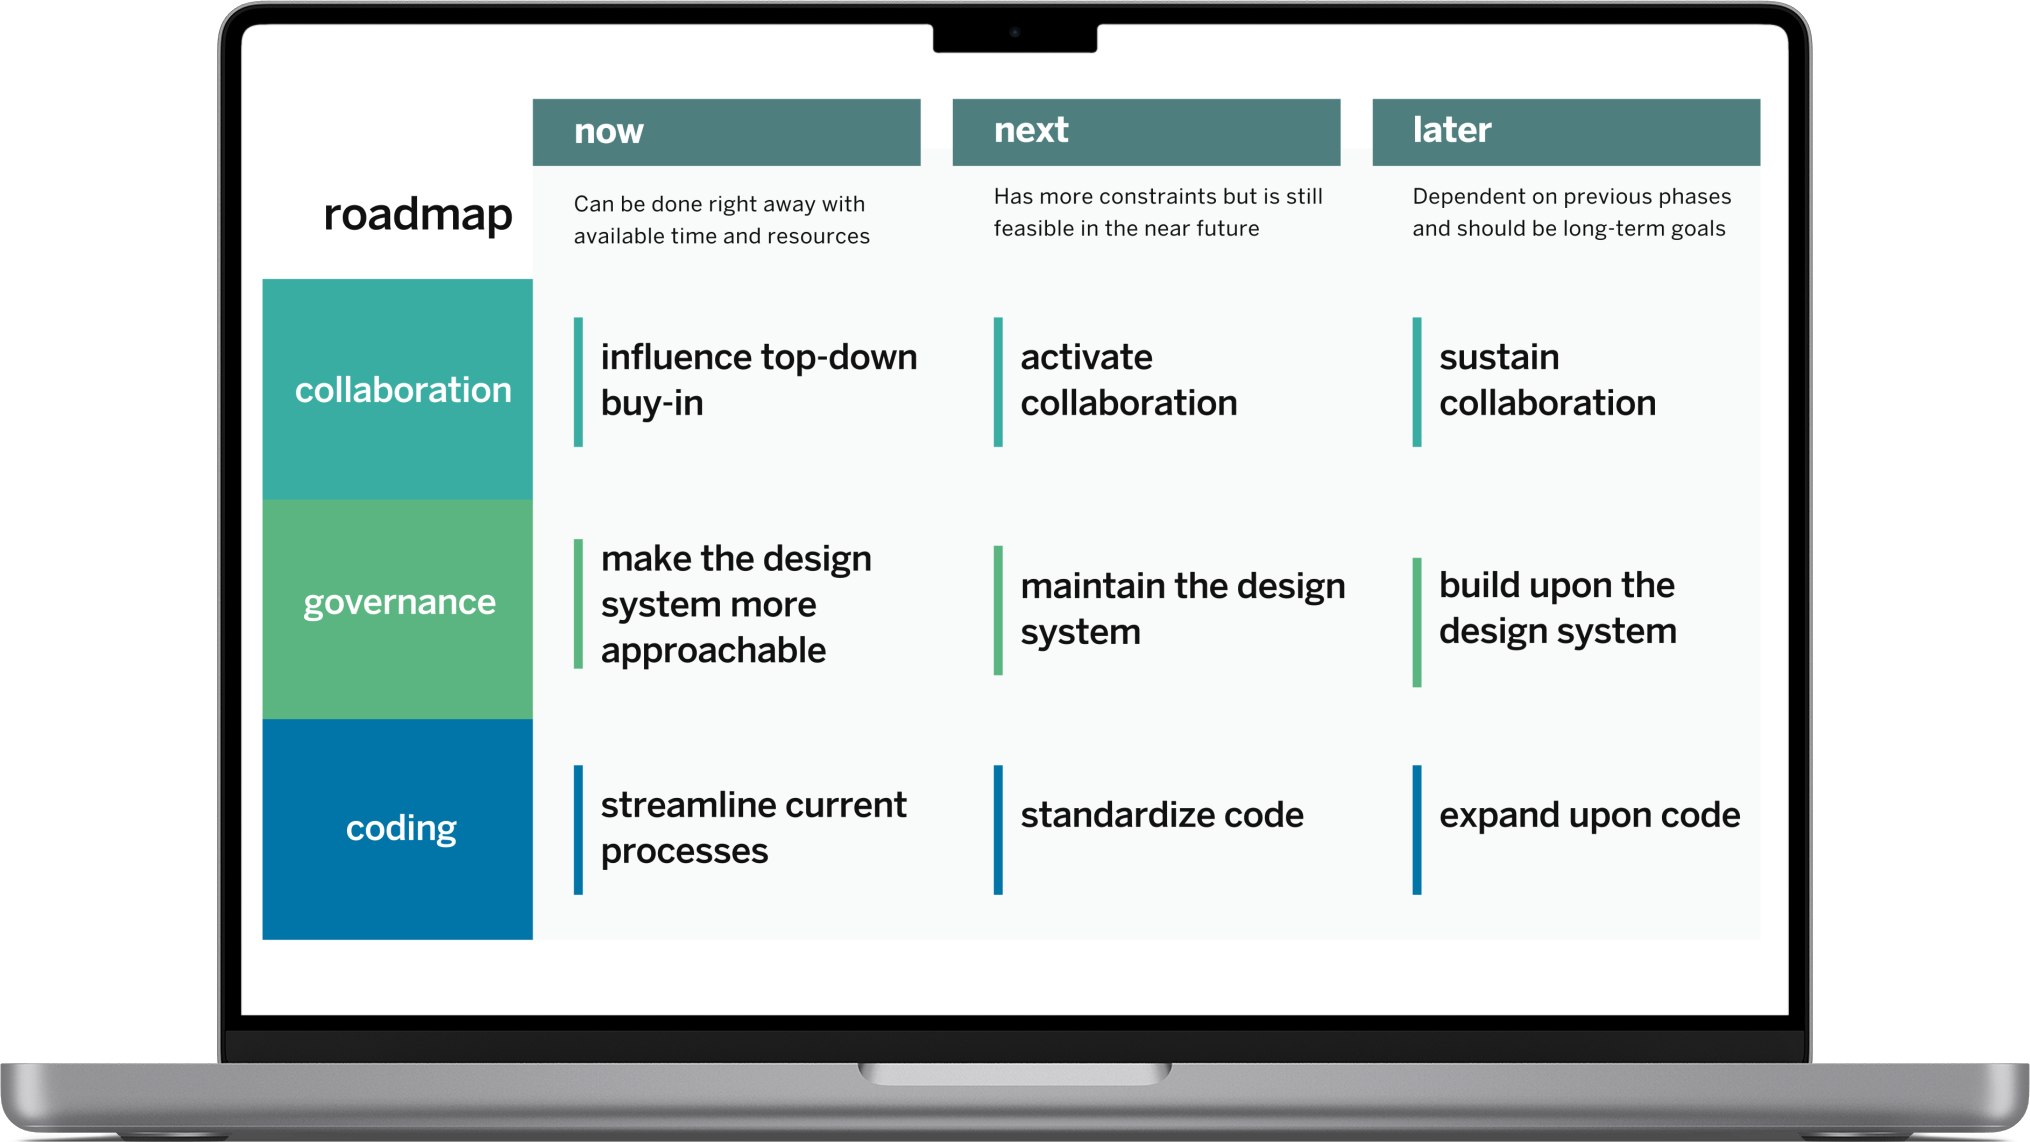 roadmap
now
Can be done right away with
available time and resources
next
Has more constraints but is still
feasible in the near future
later
Dependent on previous phases
and should be long-term goals
collaboration
influence top-down
buy-in
activate
collaboration
sustain
collaboration
governance
make the design
system more
approachable
maintain the design
system
build upon the
design system
coding
streamline current
processes
standardize code
expand upon code